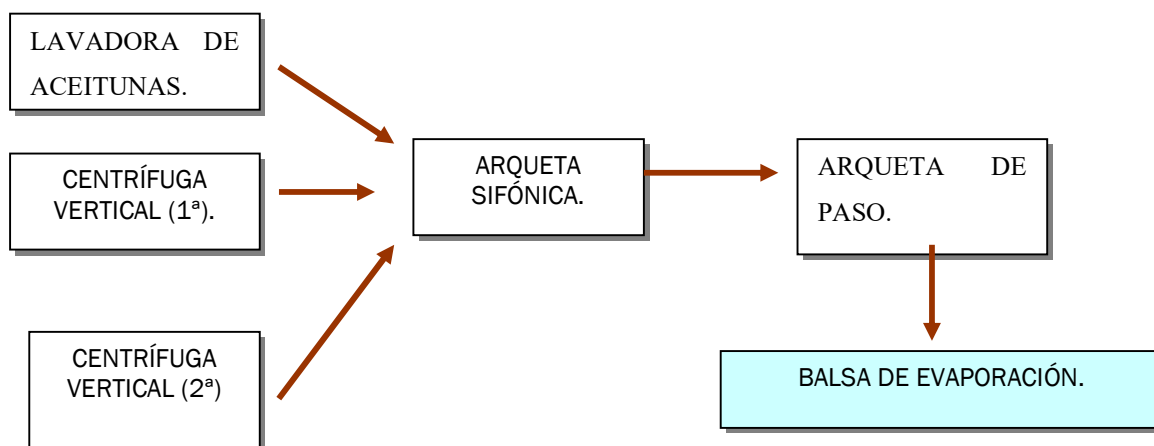 LAVADORA DE
ACEITUNAS.
CENTRÍFUGA
VERTICAL (1ª).
CENTRÍFUGA
VERTICAL (2ª)
ARQUETA
SIFÓNICA.
ARQUETA DE
PASO.
BALSA DE EVAPORACIÓN.